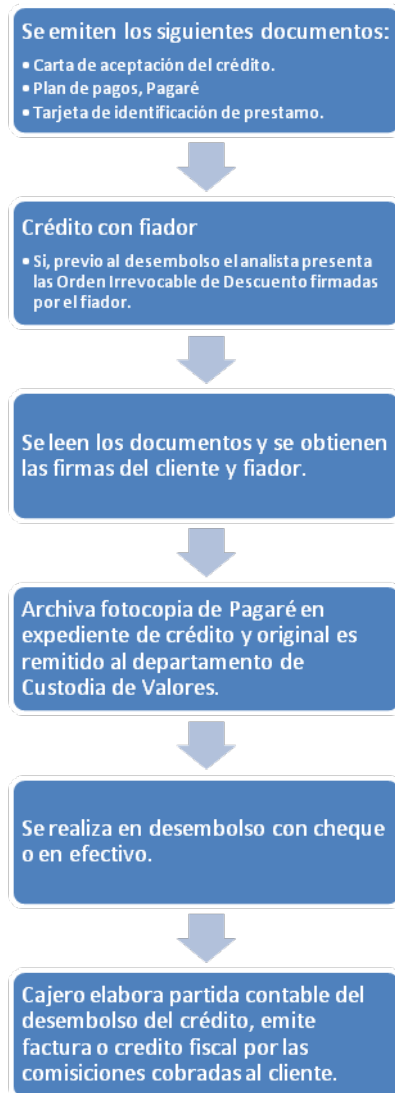 Se emiten los siguientes documentos:
• Carta de aceptación del crédito.
• Plan de pagos, Pagaré
• Tarjeta de identificación de prestamo.
Crédito con fiador
• Si, previo al desembolso el analista presenta
las Orden Irrevocable de Descuento firmadas
por el fiador.
Se leen los documentos y se obtienen
las firmas del cliente y fiador.
Archiva fotocopia de Pagaré en
expediente de crédito y original es
remitido al departamento de
Custodia de Valores.
Se realiza en desembolso con cheque
o en efectivo.
Cajero elabora partida contable del
desembolso del crédito, emite
factura o credito fiscal por las
comisiciones cobradas al cliente.